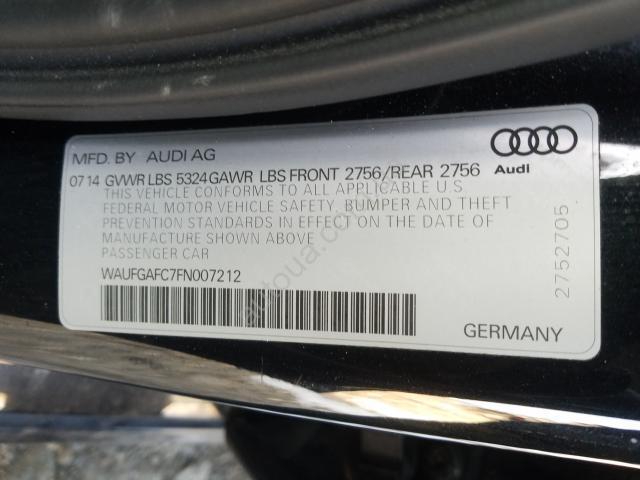 MFD. BY AUDI AG
07 14 GVWR LBS 5324 GAWR LBS FRONT 2756/REAR 2756
Audi
THIS VEHICLE CONFORMS TO ALL APPLICABLE U.S.
FEDERAL MOTOR VEHICLE SAFETY, BUMPER AND THEFT
PREVENTION STANDARDS IN EFFECT ON THE DATE OF
MANUFACTURE SHOWN ABOVE
PASSENGER CAR
WAUFGAFC7FN007212
GERMANY
2752705